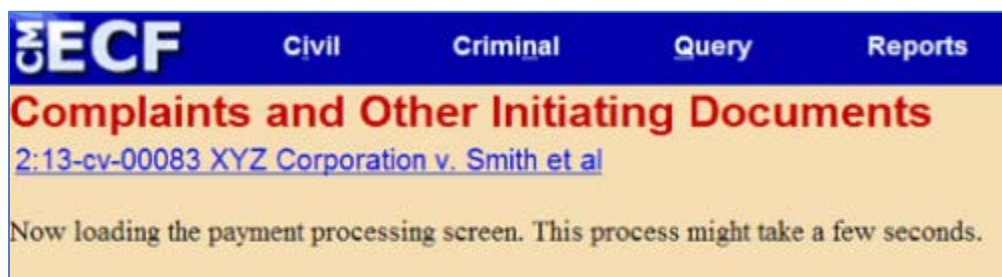 CM ECF Civil Criminal Query Reports
Complaints and Other Initiating Documents
2:13-cv-00083 XYZ Corporation v. Smith et al
Now loading the payment processing screen. This process might take a few seconds.